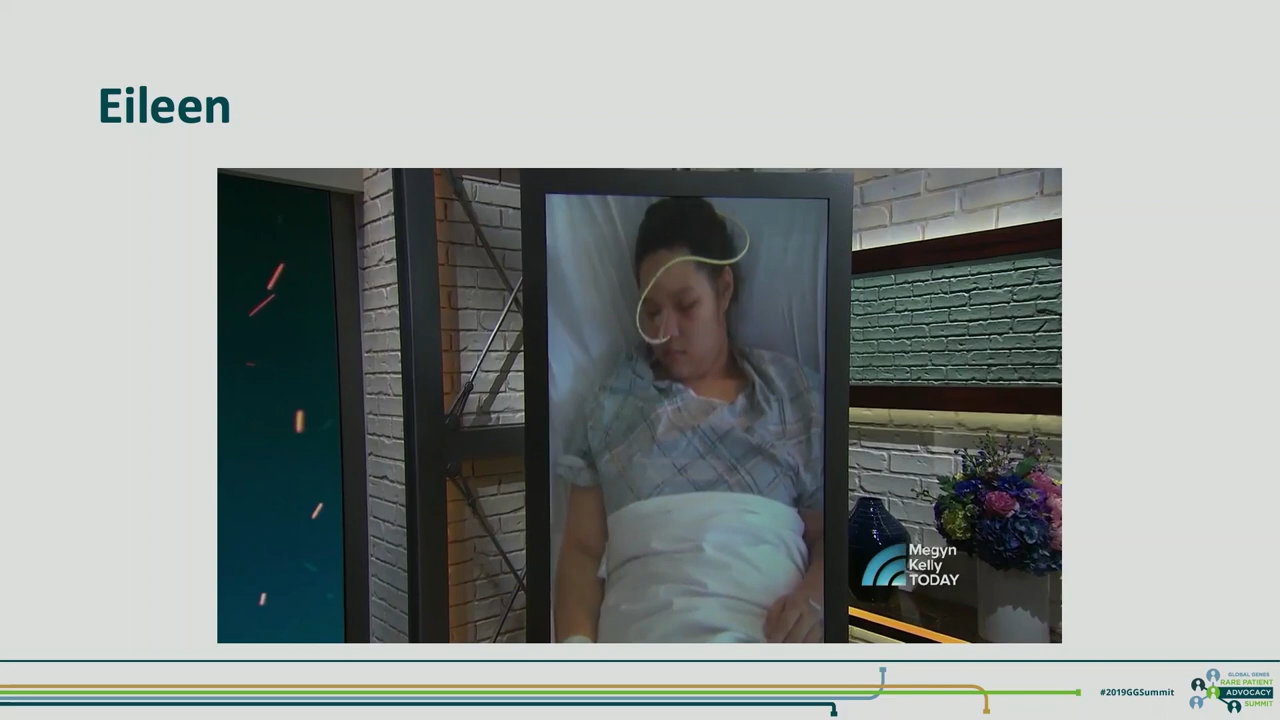 Eileen
Megyn
Kelly
TODAY
#2019GGSummit
GLOBAL GENES
RARE PATIENT
ADVOCACY
SUMMIT